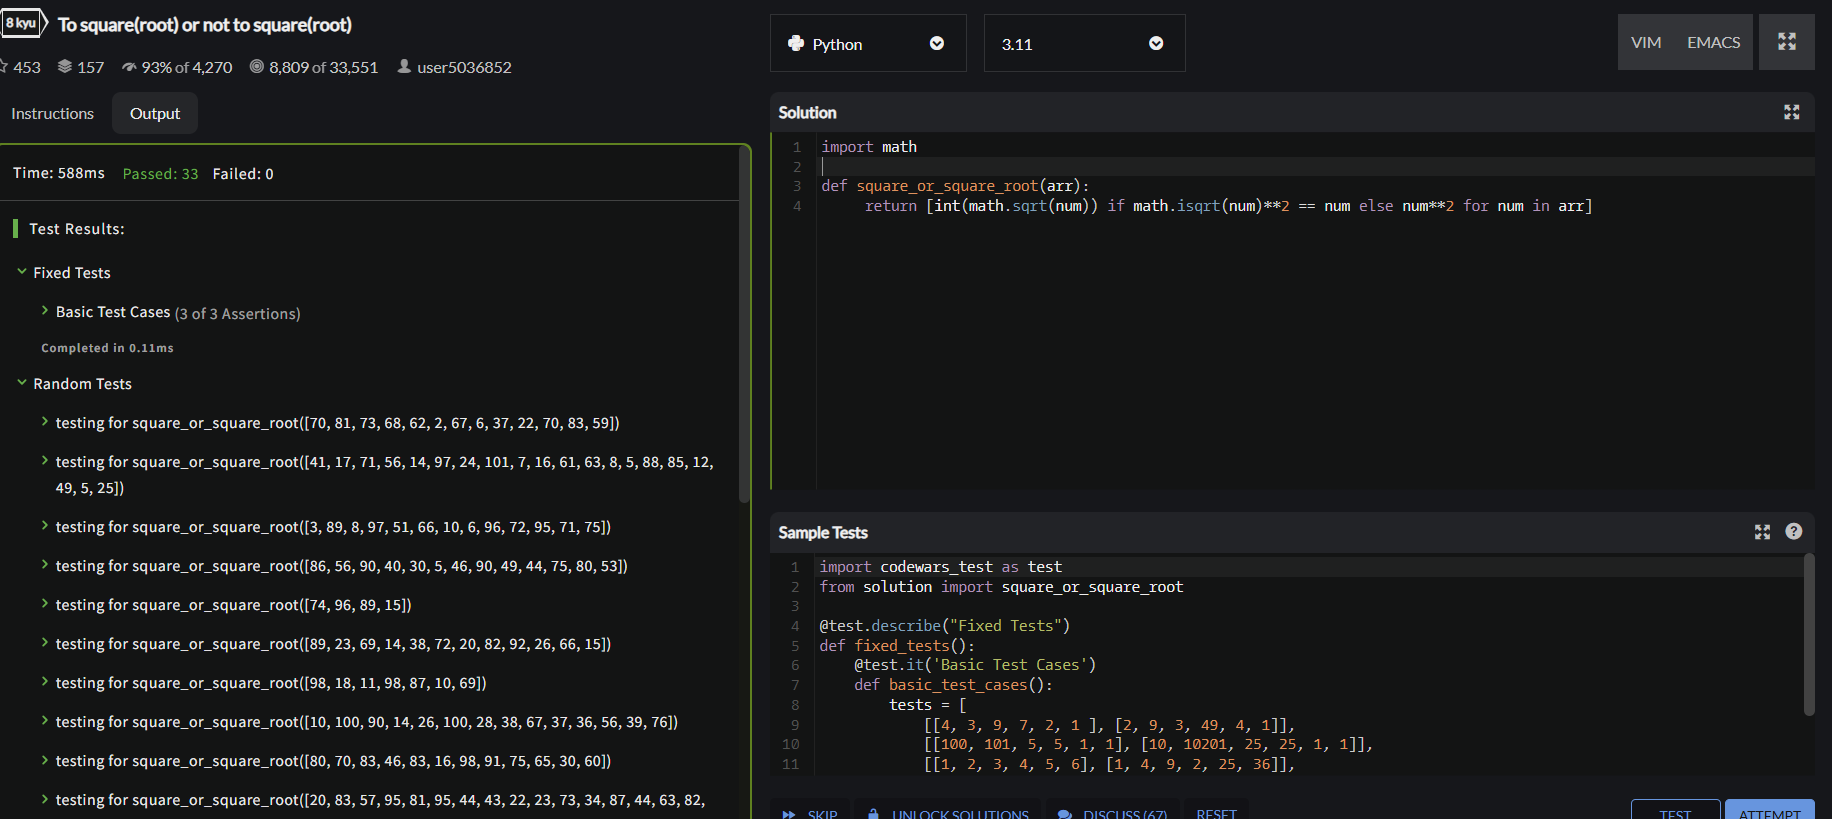 8 kyu To square(root) or not to square(root)
453 157 93% of 4,270 8,809 of 33,551 user5036852
Instructions Output
Time: 588ms Passed: 33 Failed: 0
Test Results:
Fixed Tests
Basic Test Cases (3 of 3 Assertions)
Completed in 0.11ms
Random Tests
testing for square_or_square_root([70, 81, 73, 68, 62, 2, 67, 6, 37, 22, 70, 83, 59])
testing for square_or_square_root([41, 17, 71, 56, 14, 97, 24, 101, 7, 16, 61, 63, 8, 5, 88, 85, 12,
49, 5, 25])
testing for square_or_square_root([3, 89, 8, 97, 51, 66, 10, 6, 96, 72, 95, 71, 75])
testing for square_or_square_root([86, 56, 90, 40, 30, 5, 46, 90, 49, 44, 75, 80, 53])
testing for square_or_square_root([74, 96, 89, 15])
testing for square_or_square_root([89, 23, 69, 14, 38, 72, 20, 82, 92, 26, 66, 15])
testing for square_or_square_root([98, 18, 11, 98, 87, 10, 69])
testing for square_or_square_root([10, 100, 90, 14, 26, 100, 28, 38, 67, 37, 36, 56, 39, 76])
testing for square_or_square_root([80, 70, 83, 46, 83, 16, 98, 91, 75, 65, 30, 60])
testing for square_or_square_root([20, 83, 57, 95, 81, 95, 44, 43, 22, 23, 73, 34, 87, 44, 63, 82,
Python 3.11 VIM EMACS
Solution
1 import math
2
3 def square_or_square_root(arr):
4 return [int(math.sqrt(num)) if math.isqrt(num)**2 == num else num**2 for num in arr]
Sample Tests
1 import codewars_test as test
2 from solution import square_or_square_root
3
4 @test.describe("Fixed Tests")
5 def fixed_tests():
6 @test.it('Basic Test Cases')
7 def basic_test_cases():
8 tests = [
9 [[4, 3, 9, 7, 2, 1 ], [2, 9, 3, 49, 4, 1]],
10 [[100, 101, 5, 5, 1, 1], [10, 10201, 25, 25, 1, 1]],
11 [[1, 2, 3, 4, 5, 6], [1, 4, 9, 2, 25, 36]],
SKIP UNLOCK SOLUTIONS DISCUSS (67) RESET TEST ATTEMPT